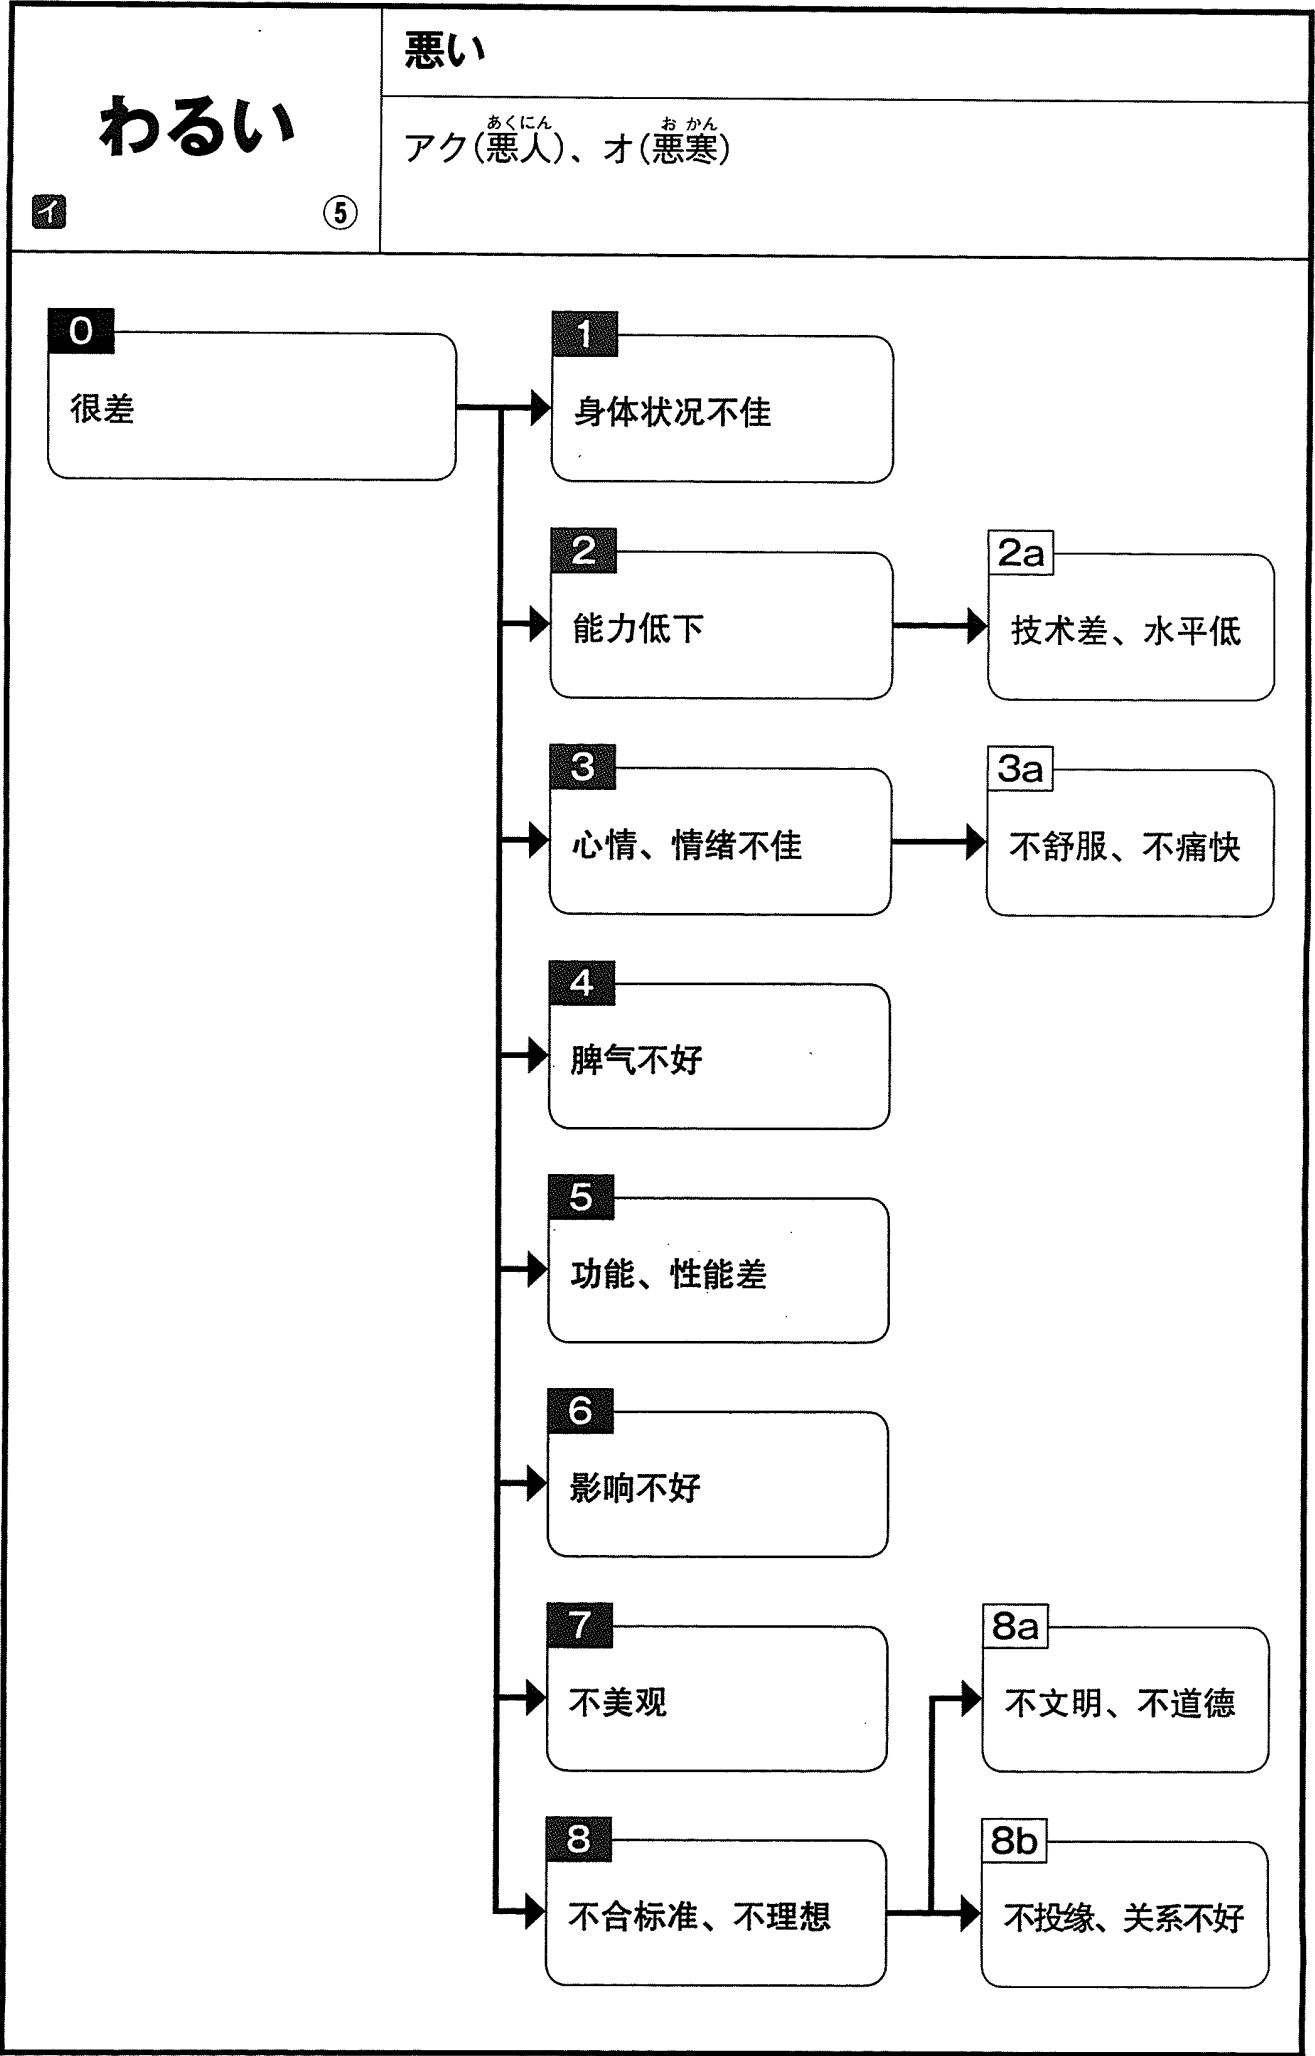 わるい
イ
⑤
悪い
あくにん おかん
アク(悪人)、オ(悪寒)
0
很差
1
身体状况不佳
2
能力低下
2a
技术差、水平低
3
心情、情绪不佳
3a
不舒服、不痛快
4
脾气不好
5
功能、性能差
6
影响不好
7
不美观
8a
不文明、不道德
8
不合标准、不理想
8b
不投缘、关系不好